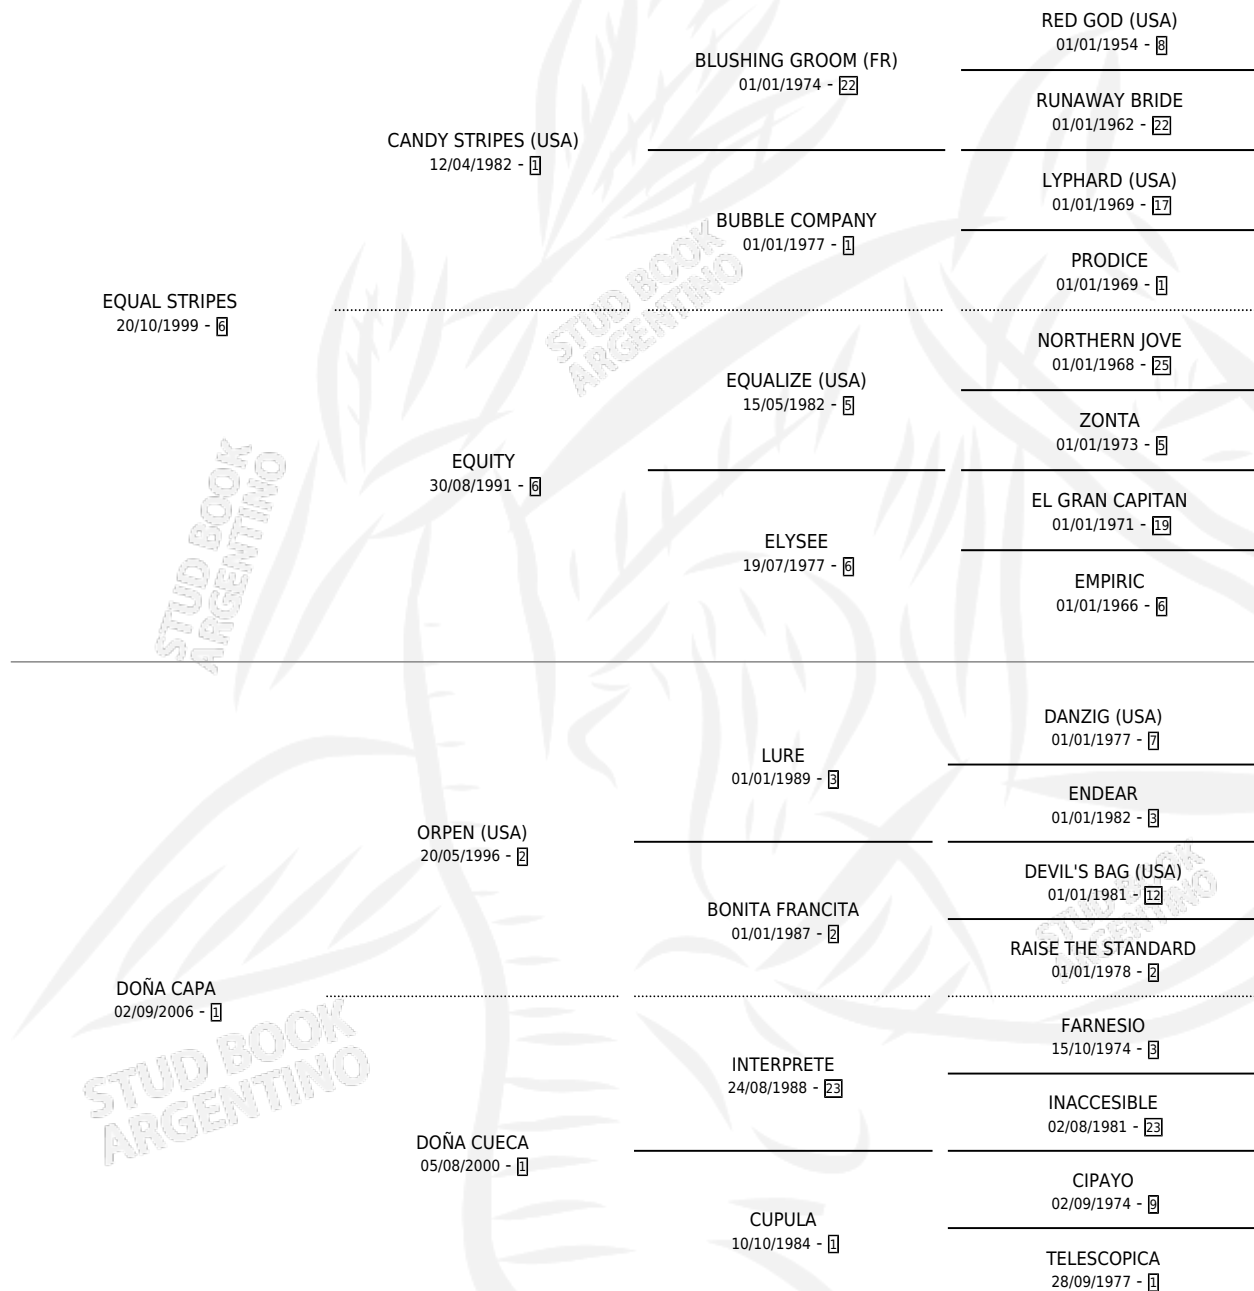 RED GOD (USA)
01/01/1954 - 8
BLUSHING GROOM (FR)
01/01/1974 - 22
RUNAWAY BRIDE
01/01/1962 - 22
CANDY STRIPES (USA)
12/04/1982 - 1
LYPHARD (USA)
01/01/1969 - 17
BUBBLE COMPANY
01/01/1977 - 1
PRODICE
01/01/1969 - 1
EQUAL STRIPES
20/10/1999 - 6
NORTHERN JOVE
01/01/1968 - 25
EQUALIZE (USA)
15/05/1982 - 5
ZONTA
01/01/1973 - 5
EQUITY
30/08/1991 - 6
EL GRAN CAPITAN
01/01/1971 - 19
ELYSEE
19/07/1977 - 6
EMPIRIC
01/01/1966 - 6
STUD BOOK
ARGENTINO
STUD BOOK
ARGENTINO
DANZIG (USA)
01/01/1977 - 7
LURE
01/01/1989 - 3
ENDEAR
01/01/1982 - 3
ORPEN (USA)
20/05/1996 - 2
DEVIL'S BAG (USA)
01/01/1981 - 12
BONITA FRANCITA
01/01/1987 - 2
RAISE THE STANDARD
01/01/1978 - 2
DOÑA CAPA
02/09/2006 - 1
FARNESIO
15/10/1974 - 3
INTERPRETE
24/08/1988 - 23
INACCESIBLE
02/08/1981 - 23
DOÑA CUECA
05/08/2000 - 1
CIPAYO
02/09/1974 - 9
CUPULA
10/10/1984 - 1
TELESCOPICA
28/09/1977 - 1
STUD BOOK
ARGENTINO
STUD BOOK
ARGENTINO